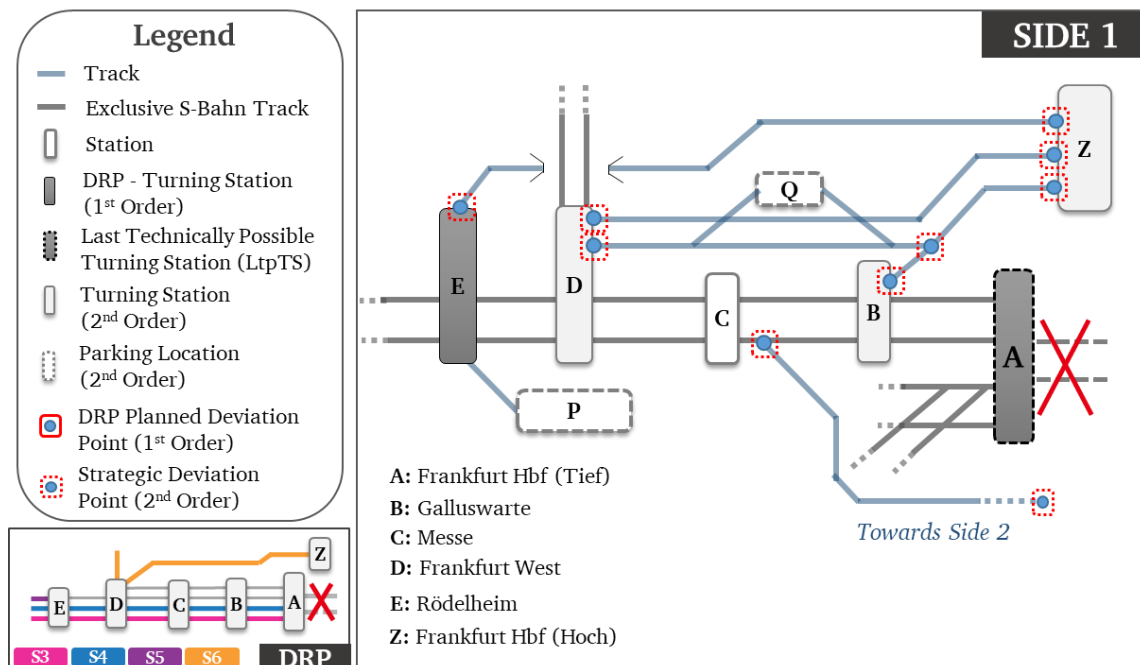 Legend
Track
Exclusive S-Bahn Track
Station
DRP - Turning Station
(1st Order)
Last Technically Possible
Turning Station (LtpTS)
Turning Station
(2nd Order)
Parking Location
(2nd Order)
DRP Planned Deviation
Point (1st Order)
Strategic Deviation
Point (2nd Order)
SIDE 1
Z
Q
E
D
C
B
A
P
A: Frankfurt Hbf (Tief)
B: Galluswarte
C: Messe
D: Frankfurt West
E: Rödelheim
Z: Frankfurt Hbf (Hoch)
Towards Side 2
Z
E
D
C
B
A
S3
S4
S5
S6
DRP